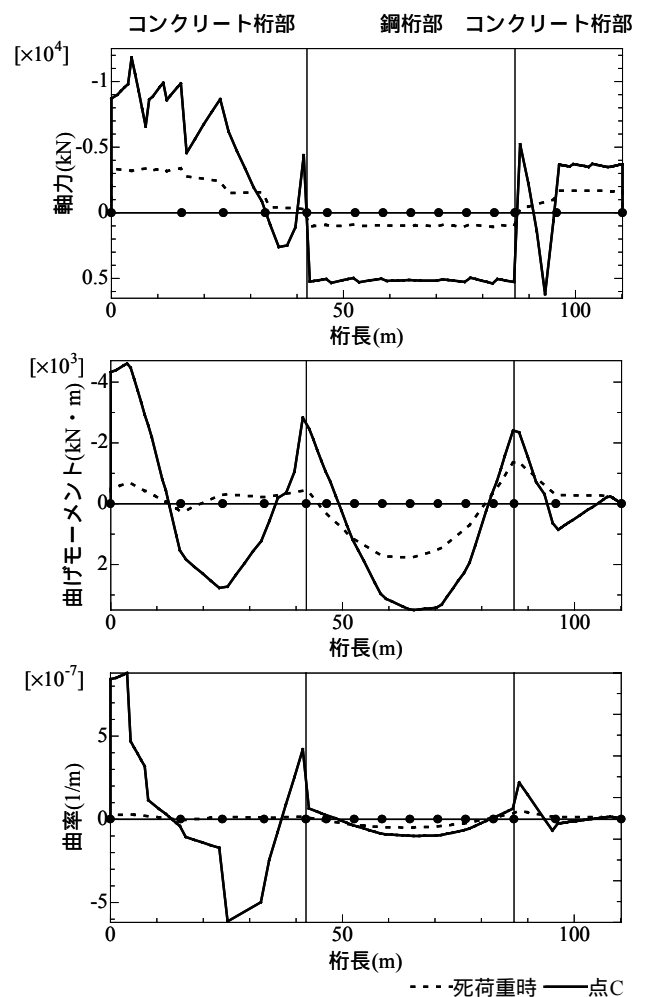 コンクリート桁部 鋼桁部 コンクリート桁部
[×10⁴]
-1
-0.5
0
0.5
軸力(kN)
0 50 100
桁長(m)
[×10³]
-4
-2
0
2
曲げモーメント(kN・m)
0 50 100
桁長(m)
[×10⁻⁷]
5
0
-5
曲率(1/m)
0 50 100
桁長(m)
死荷重時 点C